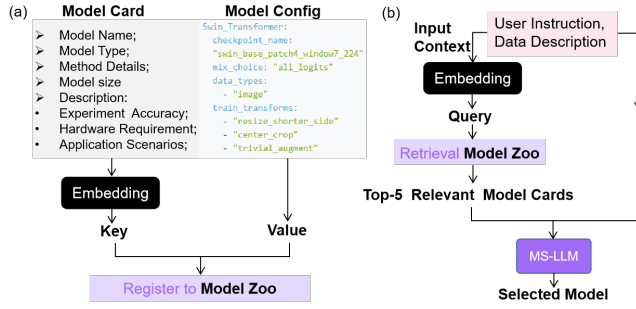 (a)
Model Card
Model Config
➤ Model Name;
➤ Model Type;
➤ Method Details;
➤ Model size
➤ Description:
• Experiment Accuracy;
• Hardware Requirement;
• Application Scenarios;
Swin_Transformer:
checkpoint_name:
"swin_base_patch4_window7_224"
mix_choice: "all_logits"
data_types:
- "image"
train_transforms:
- "resize_shorter_side"
- "center_crop"
- "trivial_augment"
Embedding
Key
Value
Register to Model Zoo
(b)
Input
Context
User Instruction,
Data Description
Embedding
Query
Retrieval Model Zoo
Top-5 Relevant Model Cards
MS-LLM
Selected Model